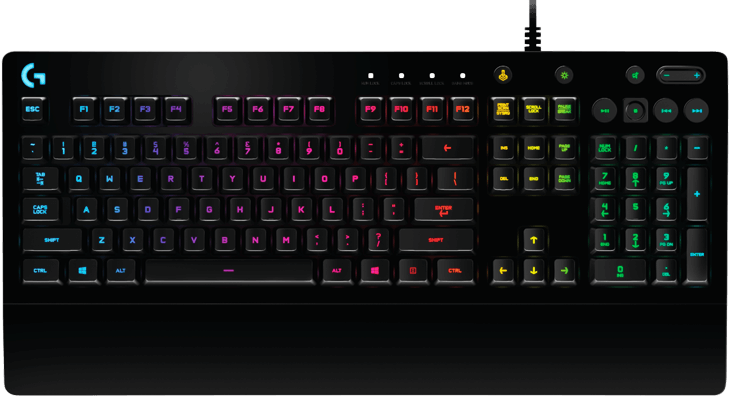 G
ESC F1 F2 F3 F4 F5 F6 F7 F8 F9 F10 F11 F12 PRINT SCRN SYSRQ SCROLL LOCK PAUSE BREAK
~ ` ! 1 @ 2 # 3 $ 4 % 5 ^ 6 & 7 * 8 ( 9 ) 0 - + = ← INS HOME PAGE UP NUM LOCK / * -
TAB Q W E R T Y U I O P { [ } ] | \ DEL END PAGE DOWN 7 HOME 8 ↑ 9 PG UP +
CAPS LOCK A S D F G H J K L : ; " ' ENTER 4 ← 5 6 →
SHIFT Z X C V B N M < , > . ? / SHIFT ↑ 1 END 2 ↓ 3 PG DN ENTER
CTRL ALT ALT CTRL ← ↓ → 0 INS . DEL